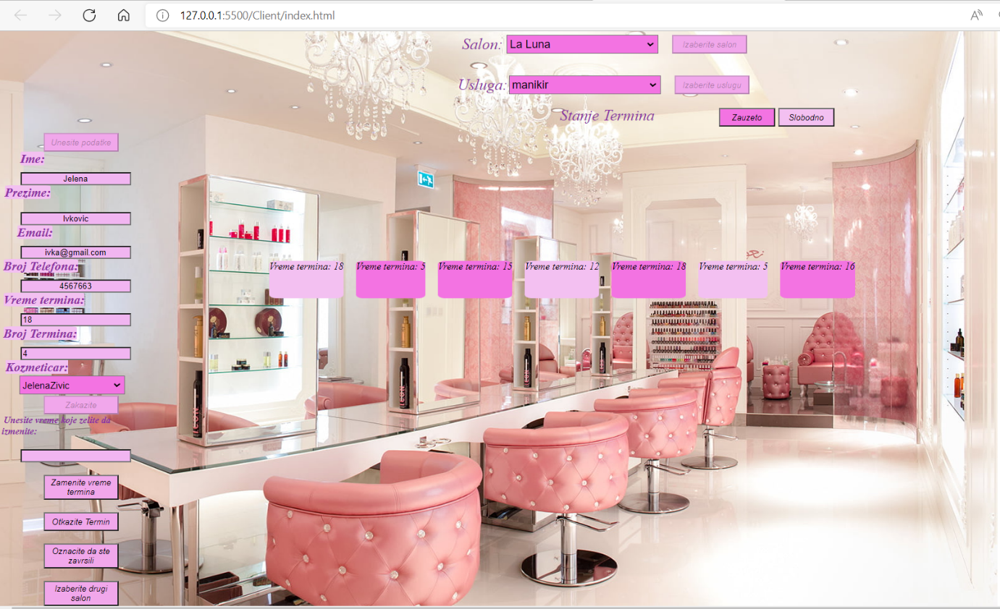 127.0.0.1:5500/Client/index.html
Salon:
La Luna
Izaberite salon
Usluga:
manikir
Izaberite uslugu
Stanje Termina
Zauzeto
Slobodno
Unesite podatke
Ime:
Jelena
Prezime:
Ivkovic
Email:
ivka@gmail.com
Broj Telefona:
4567663
Vreme termina:
18
Broj Termina:
4
Kozmeticar:
JelenaZivic
Zakazite
Unesite vreme koje zelite da
izmenite:
Zamenite vreme
termina
Otkazite Termin
Oznacite da ste
zavrsili
Izaberite drugi
salon
Vreme termina: 18
Vreme termina: 5
Vreme termina: 15
Vreme termina: 12
Vreme termina: 18
Vreme termina: 5
Vreme termina: 16